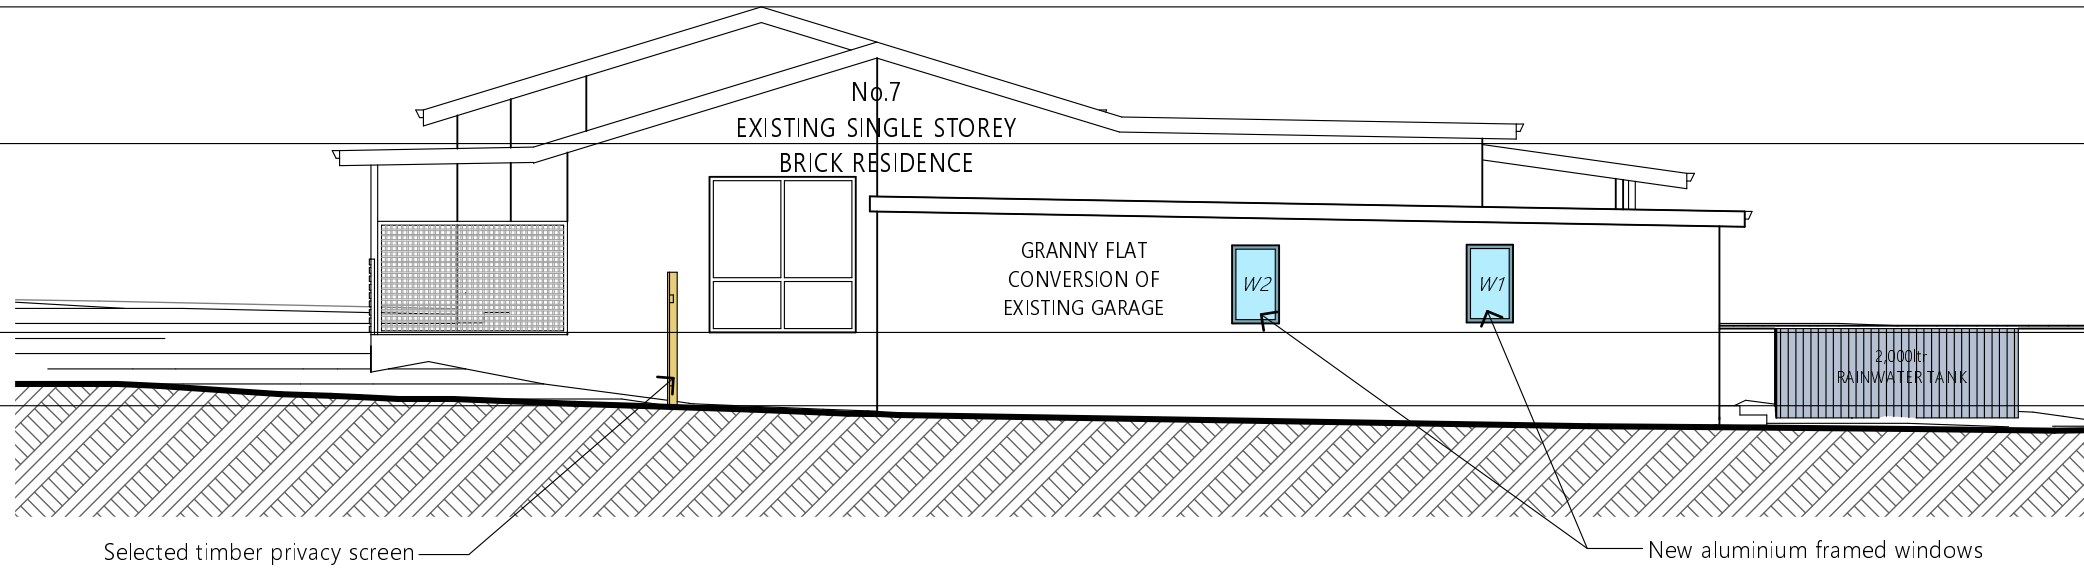 No.7
EXISTING SINGLE STOREY
BRICK RESIDENCE
GRANNY FLAT
CONVERSION OF
EXISTING GARAGE
W2
W1
2,000ltr
RAINWATER TANK
Selected timber privacy screen
New aluminium framed windows